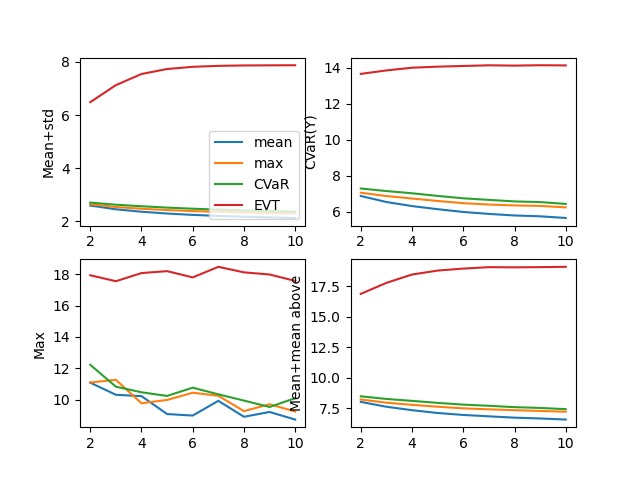 8
6
4
2
Mean+std
mean
max
CVaR
EVT
2 4 6 8 10
14
12
10
8
6
CVaR(Y)
2 4 6 8 10
18
16
14
12
10
Max
2 4 6 8 10
17.5
15.0
12.5
10.0
7.5
Mean+mean above
2 4 6 8 10